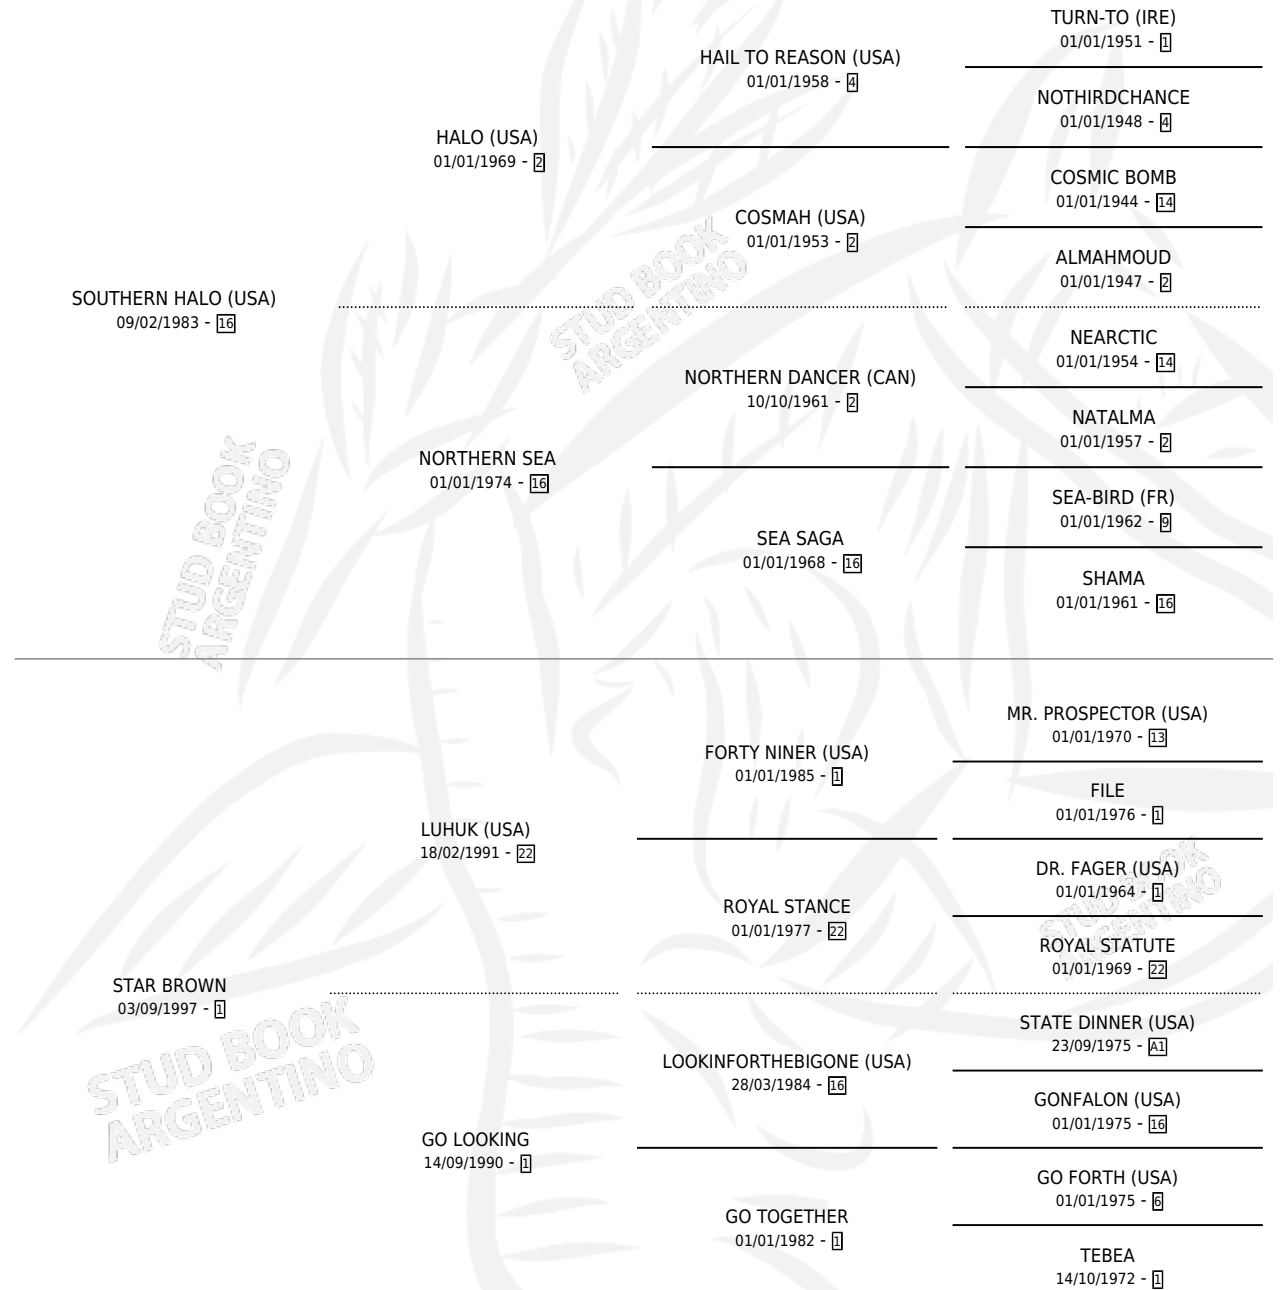 TURN-TO (IRE)
01/01/1951 - 1
HAIL TO REASON (USA)
01/01/1958 - 4
NOTHIRDCHANCE
01/01/1948 - 4
HALO (USA)
01/01/1969 - 2
COSMIC BOMB
01/01/1944 - 14
COSMAH (USA)
01/01/1953 - 2
ALMAHMOUD
01/01/1947 - 2
SOUTHERN HALO (USA)
09/02/1983 - 16
NEARCTIC
01/01/1954 - 14
NORTHERN DANCER (CAN)
10/10/1961 - 2
NATALMA
01/01/1957 - 2
NORTHERN SEA
01/01/1974 - 16
SEA-BIRD (FR)
01/01/1962 - 9
SEA SAGA
01/01/1968 - 16
SHAMA
01/01/1961 - 16
STUD BOOK
ARGENTINO
STUD BOOK
ARGENTINO
MR. PROSPECTOR (USA)
01/01/1970 - 13
FORTY NINER (USA)
01/01/1985 - 1
FILE
01/01/1976 - 1
LUHUK (USA)
18/02/1991 - 22
DR. FAGER (USA)
01/01/1964 - 1
ROYAL STANCE
01/01/1977 - 22
ROYAL STATUTE
01/01/1969 - 22
STAR BROWN
03/09/1997 - 1
STATE DINNER (USA)
23/09/1975 - A1
LOOKINFORTHEBIGONE (USA)
28/03/1984 - 16
GONFALON (USA)
01/01/1975 - 16
GO LOOKING
14/09/1990 - 1
GO FORTH (USA)
01/01/1975 - 6
GO TOGETHER
01/01/1982 - 1
TEBEA
14/10/1972 - 1
STUD BOOK
ARGENTINO
STUD BOOK
ARGENTINO